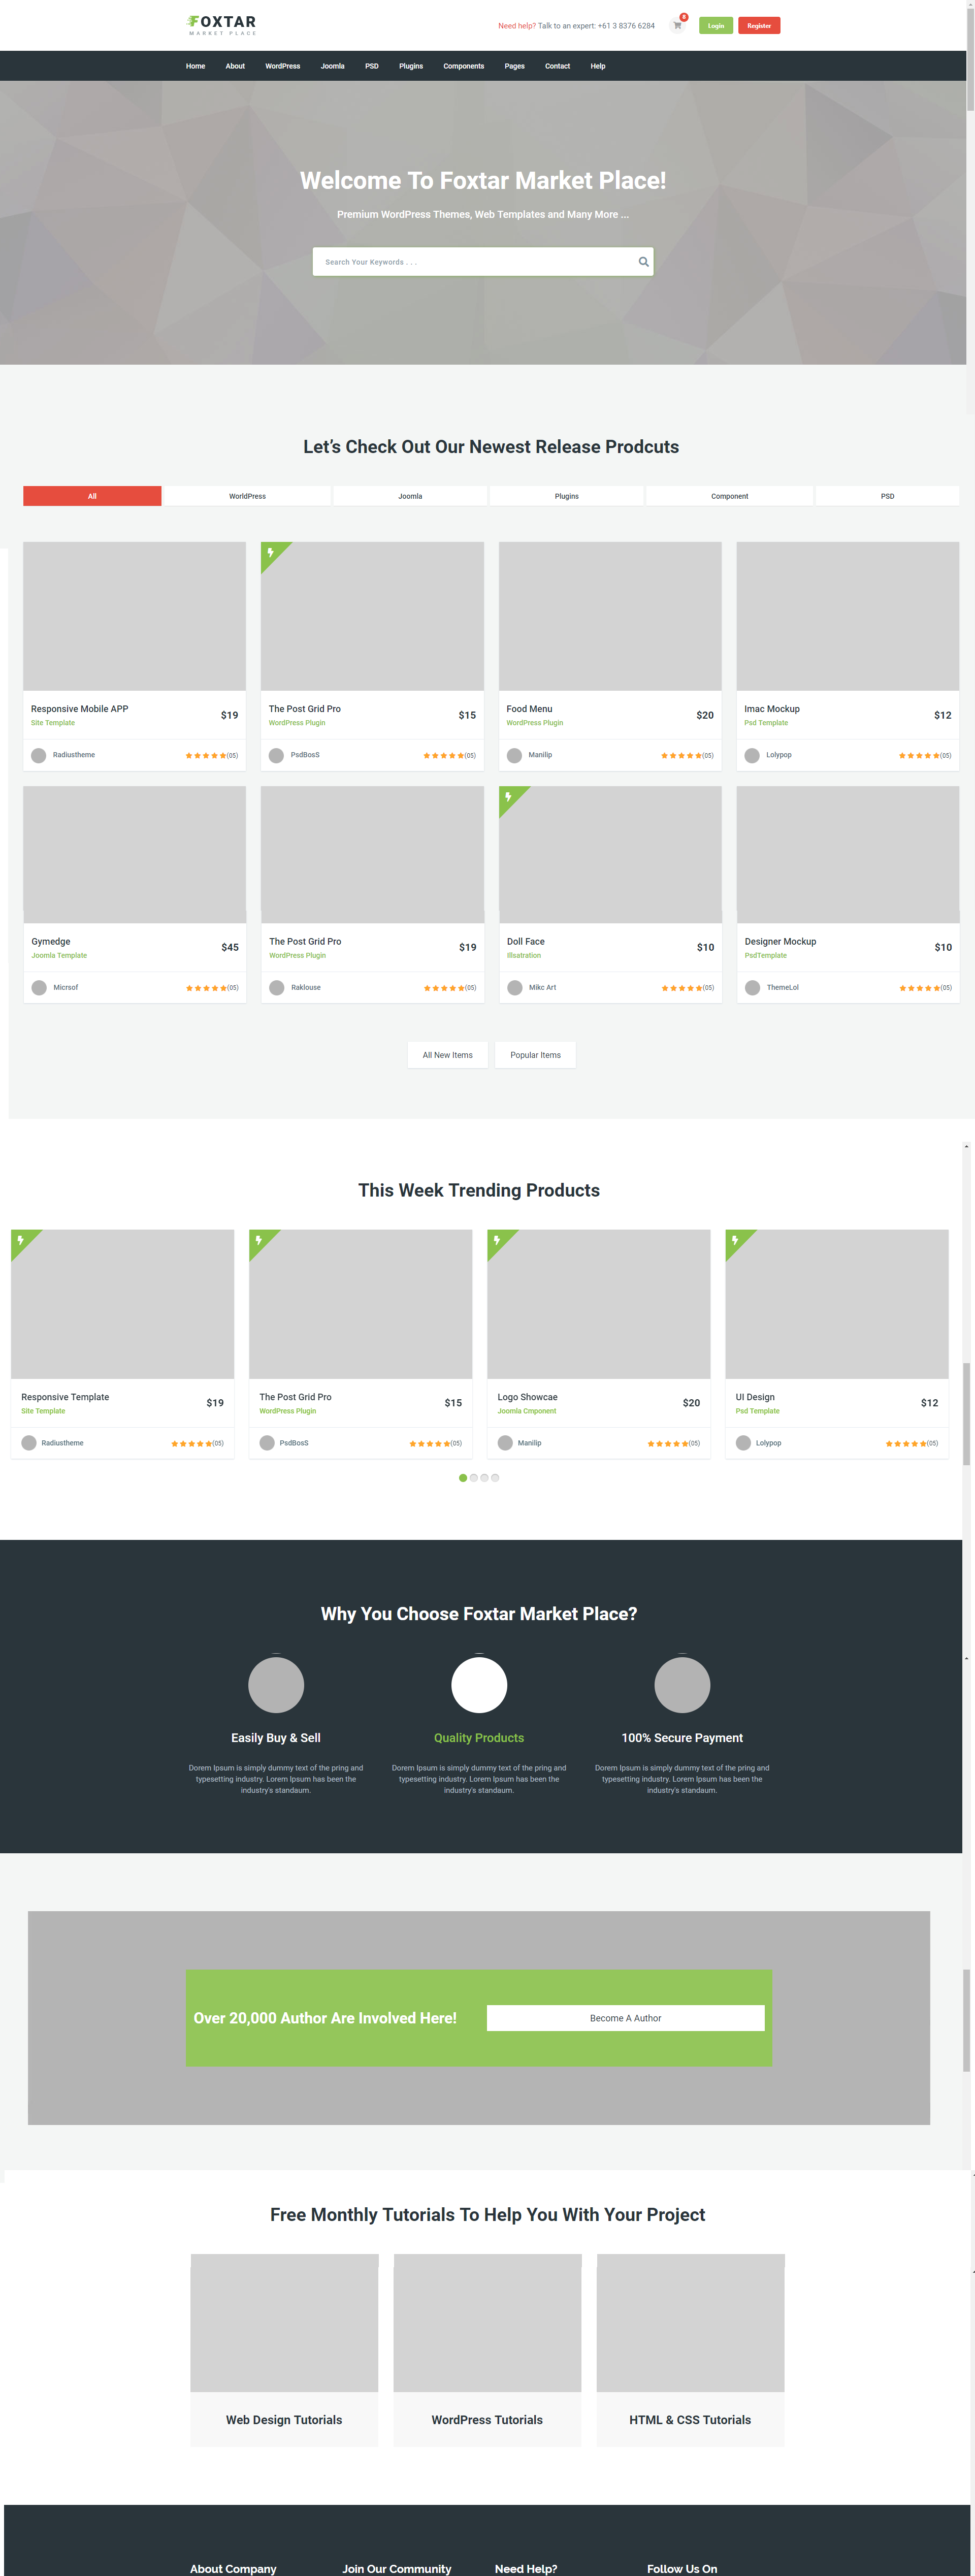 FOXTAR
MARKET PLACE
Need help? Talk to an expert: +61 3 8376 6284
8
Login
Register
Home About WordPress Joomla PSD Plugins Components Pages Contact Help
Welcome To Foxtar Market Place!
Premium WordPress Themes, Web Templates and Many More ...
Search Your Keywords . . .
Let's Check Out Our Newest Release Prodcuts
All WorldPress Joomla Plugins Component PSD
Responsive Mobile APP
Site Template
$19
Radiustheme
(05)
The Post Grid Pro
WordPress Plugin
$15
PsdBosS
(05)
Food Menu
WordPress Plugin
$20
Manilip
(05)
Imac Mockup
Psd Template
$12
Lolypop
(05)
Gymedge
Joomla Template
$45
Micrsof
(05)
The Post Grid Pro
WordPress Plugin
$19
Raklouse
(05)
Doll Face
Illsatration
$10
Mikc Art
(05)
Designer Mockup
PsdTemplate
$10
ThemeLol
(05)
All New Items
Popular Items
This Week Trending Products
Responsive Template
Site Template
$19
Radiustheme
(05)
The Post Grid Pro
WordPress Plugin
$15
PsdBosS
(05)
Logo Showcae
Joomla Cmponent
$20
Manilip
(05)
UI Design
Psd Template
$12
Lolypop
(05)
Why You Choose Foxtar Market Place?
Easily Buy & Sell
Dorem Ipsum is simply dummy text of the pring and
typesetting industry. Lorem Ipsum has been the
industry's standaum.
Quality Products
Dorem Ipsum is simply dummy text of the pring and
typesetting industry. Lorem Ipsum has been the
industry's standaum.
100% Secure Payment
Dorem Ipsum is simply dummy text of the pring and
typesetting industry. Lorem Ipsum has been the
industry's standaum.
Over 20,000 Author Are Involved Here!
Become A Author
Free Monthly Tutorials To Help You With Your Project
Web Design Tutorials
WordPress Tutorials
HTML & CSS Tutorials
About Company
Join Our Community
Need Help?
Follow Us On